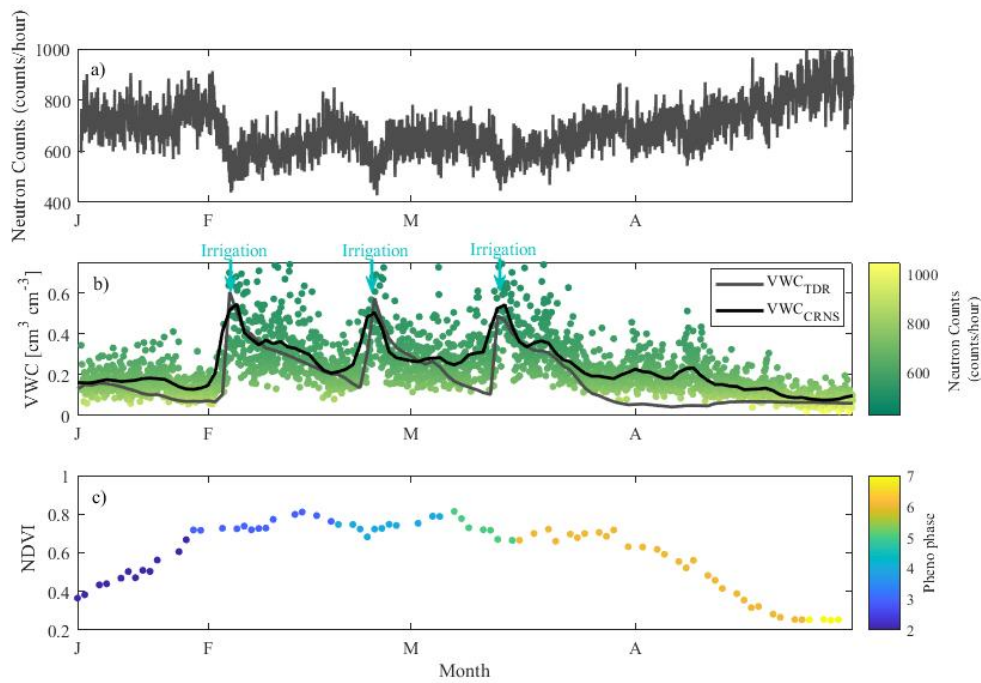 1000
800
600
400
Neutron Counts (counts/hour)
a)
J F M A
Irrigation Irrigation Irrigation
b)
VWC [cm³ cm⁻³]
0.6
0.4
0.2
0
VWC_TDR
VWC_CRNS
J F M A
1000
800
600
Neutron Counts
(counts/hour)
c)
NDVI
1
0.8
0.6
0.4
0.2
J F M A
Month
7
6
5
4
3
2
Pheno phase